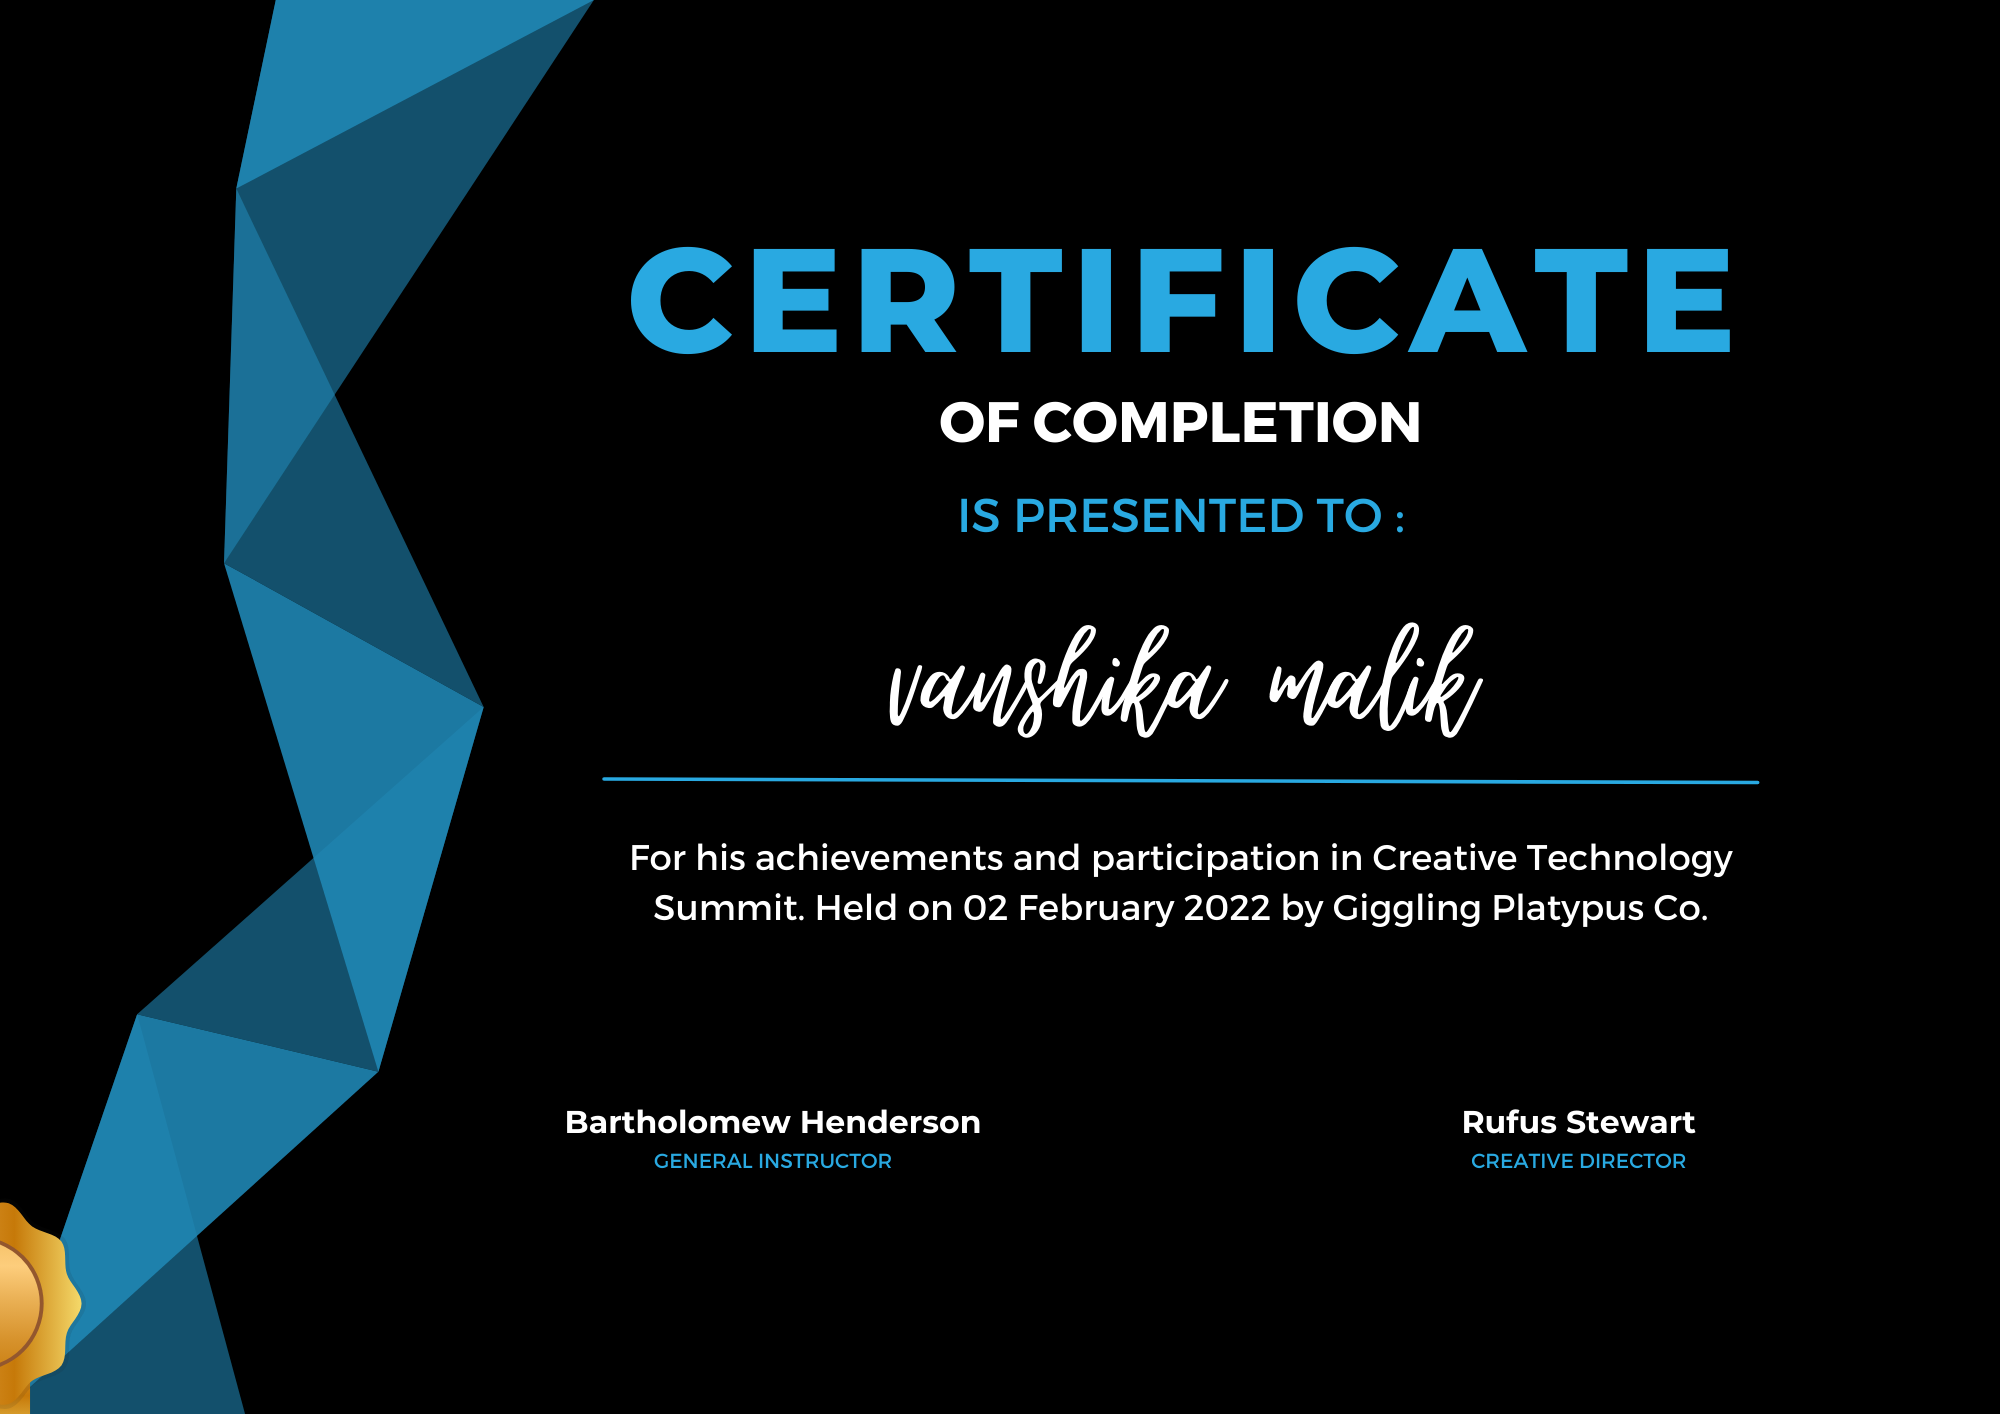 CERTIFICATE
OF COMPLETION
IS PRESENTED TO :
vanshika malik
For his achievements and participation in Creative Technology
Summit. Held on 02 February 2022 by Giggling Platypus Co.
Bartholomew Henderson
GENERAL INSTRUCTOR
Rufus Stewart
CREATIVE DIRECTOR